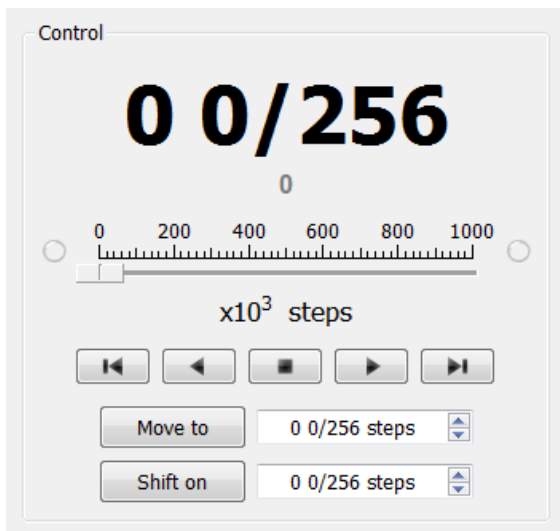 Control
0 0/256
0
0 200 400 600 800 1000
x10³ steps
Move to 0 0/256 steps
Shift on 0 0/256 steps